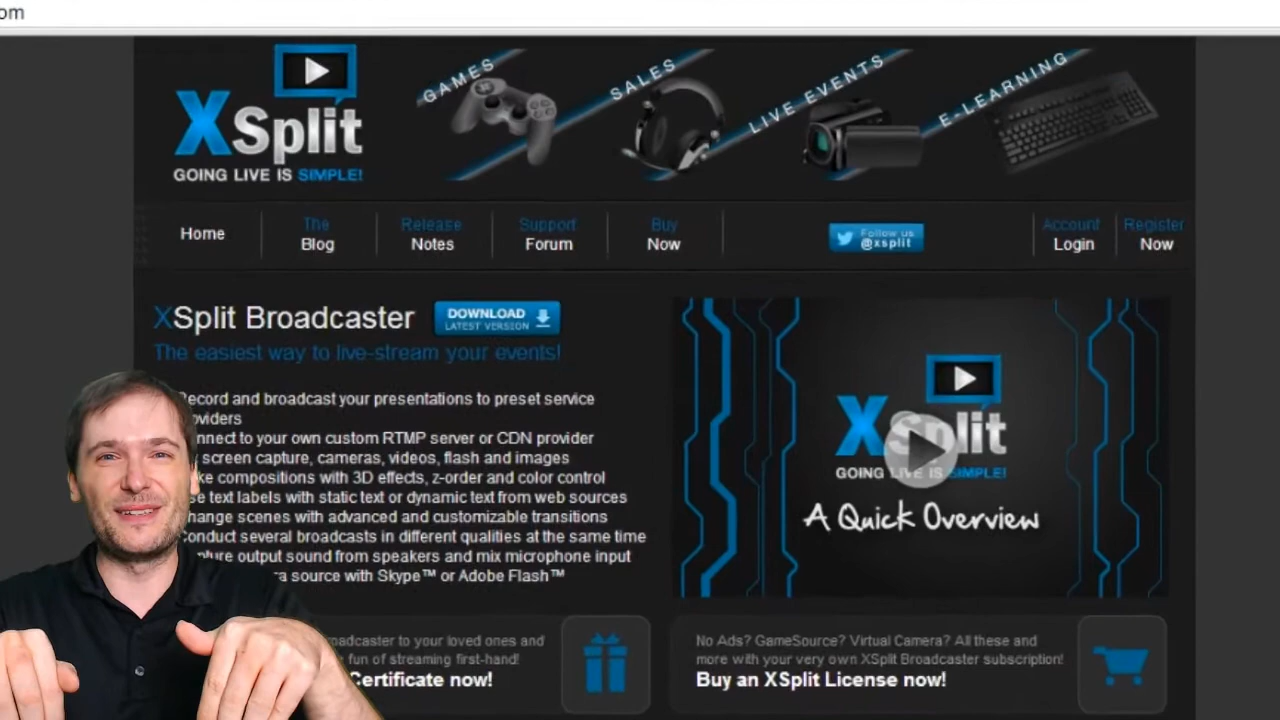 om
XSplit
GOING LIVE IS SIMPLE!
GAMES
SALES
LIVE EVENTS
E-LEARNING
Home
The Blog
Release Notes
Support Forum
Buy Now
Follow us @xsplit
Account Login
Register Now
XSplit Broadcaster
DOWNLOAD
LATEST VERSION
The easiest way to live-stream your events!
Record and broadcast your presentations to preset service
to your own custom RTMP server or CDN provider
screen capture, cameras, videos, flash and images
compositions with 3D effects, z-order and color control
text labels with static text or dynamic text from web sources
scenes with advanced and customizable transitions
Conduct several broadcasts in different qualities at the same time
output sound from speakers and mix microphone input
source with Skype™ or Adobe Flash™
XSplit
GOING LIVE IS SIMPLE!
A Quick Overview
to your loved ones and
fun of streaming first-hand!
Certificate now!
No Ads? GameSource? Virtual Camera? All these and
more with your very own XSplit Broadcaster subscription!
Buy an XSplit License now!